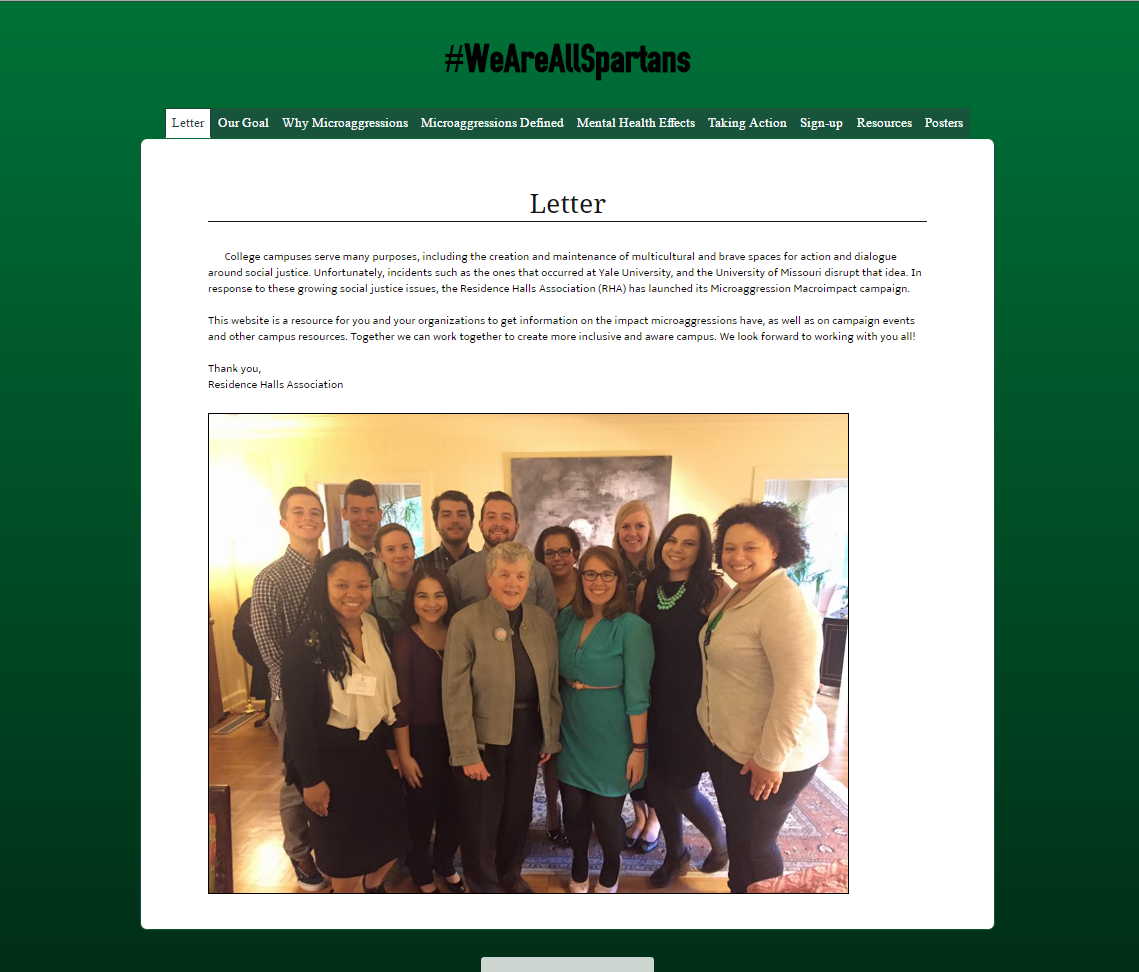 #WeAreAllSpartans
Letter Our Goal Why Microaggressions Microaggressions Defined Mental Health Effects Taking Action Sign-up Resources Posters
Letter
College campuses serve many purposes, including the creation and maintenance of multicultural and brave spaces for action and dialogue
around social justice. Unfortunately, incidents such as the ones that occurred at Yale University, and the University of Missouri disrupt that idea. In
response to these growing social justice issues, the Residence Halls Association (RHA) has launched its Microaggression Macroimpact campaign.
This website is a resource for you and your organizations to get information on the impact microaggressions have, as well as on campaign events
and other campus resources. Together we can work together to create more inclusive and aware campus. We look forward to working with you all!
Thank you,
Residence Halls Association